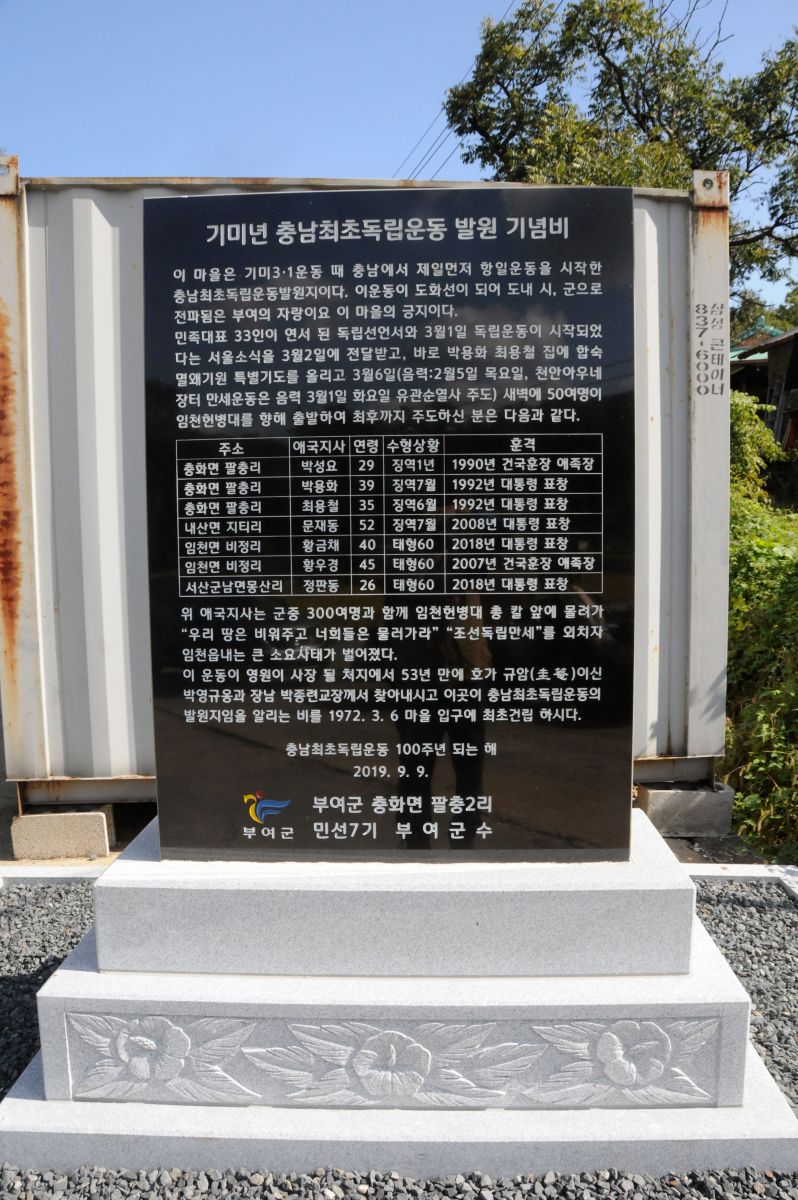 기미년 충남최초독립운동 발원 기념비
이 마을은 기미3·1운동 때 충남에서 제일먼저 항일운동을 시작한
충남최초독립운동발원지이다. 이운동이 도화선이 되어 도내 시, 군으로
전파됨은 부여의 자랑이요 이 마을의 긍지이다.
민족대표 33인이 연서 된 독립선언서와 3월1일 독립운동이 시작되었
다는 서울소식을 3월2일에 전달받고, 바로 박용화 최용철 집에 합숙
멸왜기원 특별기도를 올리고 3월6일(음력:2월5일 목요일, 천안아우네
장터 만세운동은 음력 3월1일 화요일 유관순열사 주도) 새벽에 60여명이
임천헌병대를 향해 출발하여 최후까지 주도하신 분은 다음과 같다.
주소 애국지사 연령 수형상황 훈격
충화면 팔충리 박성요 29 징역1년 1990년 건국훈장 애족장
충화면 팔충리 박용화 39 징역7월 1992년 대통령 표창
충화면 팔충리 최용철 35 징역6월 1992년 대통령 표창
내산면 지티리 문재동 52 징역7월 2008년 대통령 표창
임천면 비정리 황금채 40 태형60 2018년 대통령 표창
임천면 비정리 황우경 45 태형60 2007년 건국훈장 애족장
서산군남면몽산리 정판동 26 태형60 2018년 대통령 표창
위 애국지사는 군중 300여명과 함께 임천헌병대 총 칼 앞에 물려가
“우리 땅은 비워주고 너희들은 물러가라” “조선독립만세”를 외치자
임천읍내는 큰 소요사태가 벌어졌다.
이 운동이 영원이 사장 될 처지에서 53년 만에 호가 규암(圭菴)이신
박영규옹과 장남 박종련교장께서 찾아내시고 이곳이 충남최초독립운동의
발원지임을 알리는 비를 1972. 3. 6 마을 입구에 최초건립 하시다.
충남최초독립운동 100주년 되는 해
2019. 9. 9.
부여군
부여군 충화면 팔충2리
민선7기 부여군수
삼성 콘테이너
837-6000